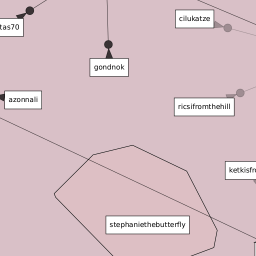 cilukatze
tas70
gondnok
azonnali
ricsifromthehill
ketkisfr
stephaniethebutterfly